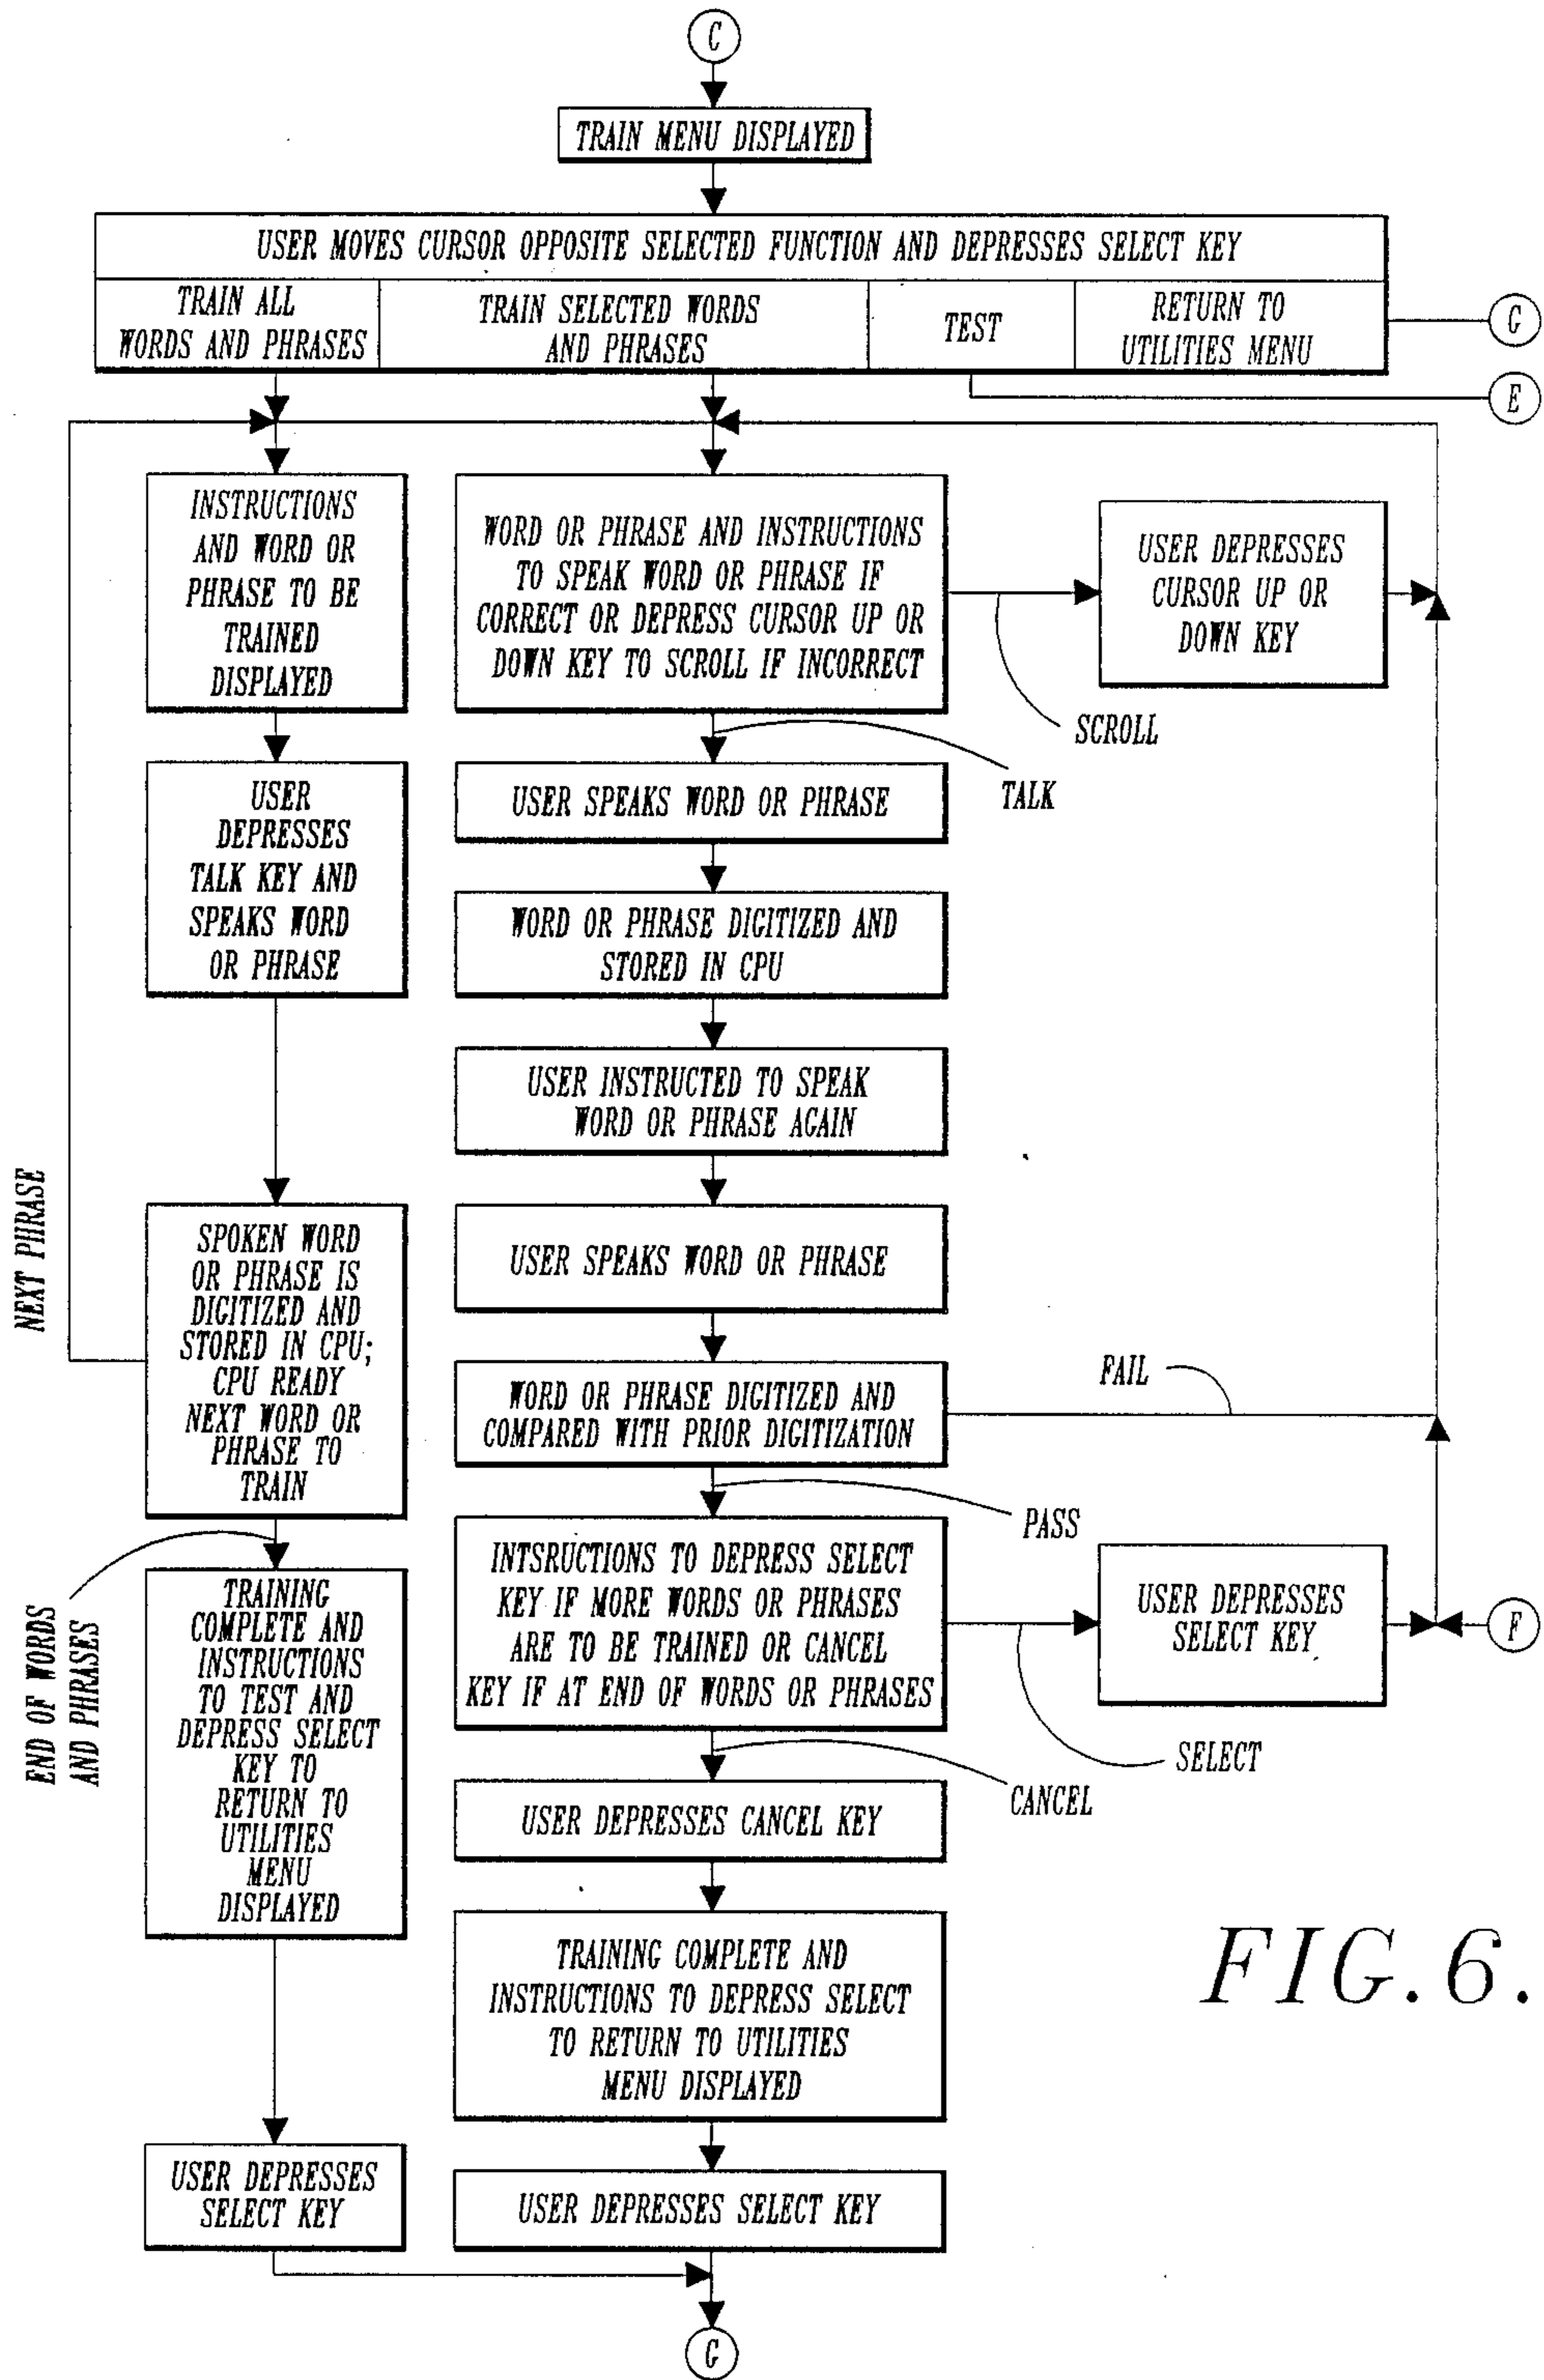 C
TRAIN MENU DISPLAYED
USER MOVES CURSOR OPPOSITE SELECTED FUNCTION AND DEPRESSES SELECT KEY
TRAIN ALL
WORDS AND PHRASES
TRAIN SELECTED WORDS
AND PHRASES
TEST
RETURN TO
UTILITIES MENU
G
E
INSTRUCTIONS
AND WORD OR
PHRASE TO BE
TRAINED
DISPLAYED
WORD OR PHRASE AND INSTRUCTIONS
TO SPEAK WORD OR PHRASE IF
CORRECT OR DEPRESS CURSOR UP OR
DOWN KEY TO SCROLL IF INCORRECT
USER DEPRESSES
CURSOR UP OR
DOWN KEY
SCROLL
TALK
USER
DEPRESSES
TALK KEY AND
SPEAKS WORD
OR PHRASE
USER SPEAKS WORD OR PHRASE
WORD OR PHRASE DIGITIZED AND
STORED IN CPU
USER INSTRUCTED TO SPEAK
WORD OR PHRASE AGAIN
NEXT PHRASE
SPOKEN WORD
OR PHRASE IS
DIGITIZED AND
STORED IN CPU;
CPU READY
NEXT WORD OR
PHRASE TO
TRAIN
USER SPEAKS WORD OR PHRASE
WORD OR PHRASE DIGITIZED AND
COMPARED WITH PRIOR DIGITIZATION
FAIL
PASS
END OF WORDS
AND PHRASES
TRAINING
COMPLETE AND
INSTRUCTIONS
TO TEST AND
DEPRESS SELECT
KEY TO
RETURN TO
UTILITIES
MENU
DISPLAYED
INTSRUCTIONS TO DEPRESS SELECT
KEY IF MORE WORDS OR PHRASES
ARE TO BE TRAINED OR CANCEL
KEY IF AT END OF WORDS OR PHRASES
USER DEPRESSES
SELECT KEY
F
SELECT
CANCEL
USER DEPRESSES CANCEL KEY
TRAINING COMPLETE AND
INSTRUCTIONS TO DEPRESS SELECT
TO RETURN TO UTILITIES
MENU DISPLAYED
FIG. 6.
USER DEPRESSES
SELECT KEY
USER DEPRESSES SELECT KEY
G